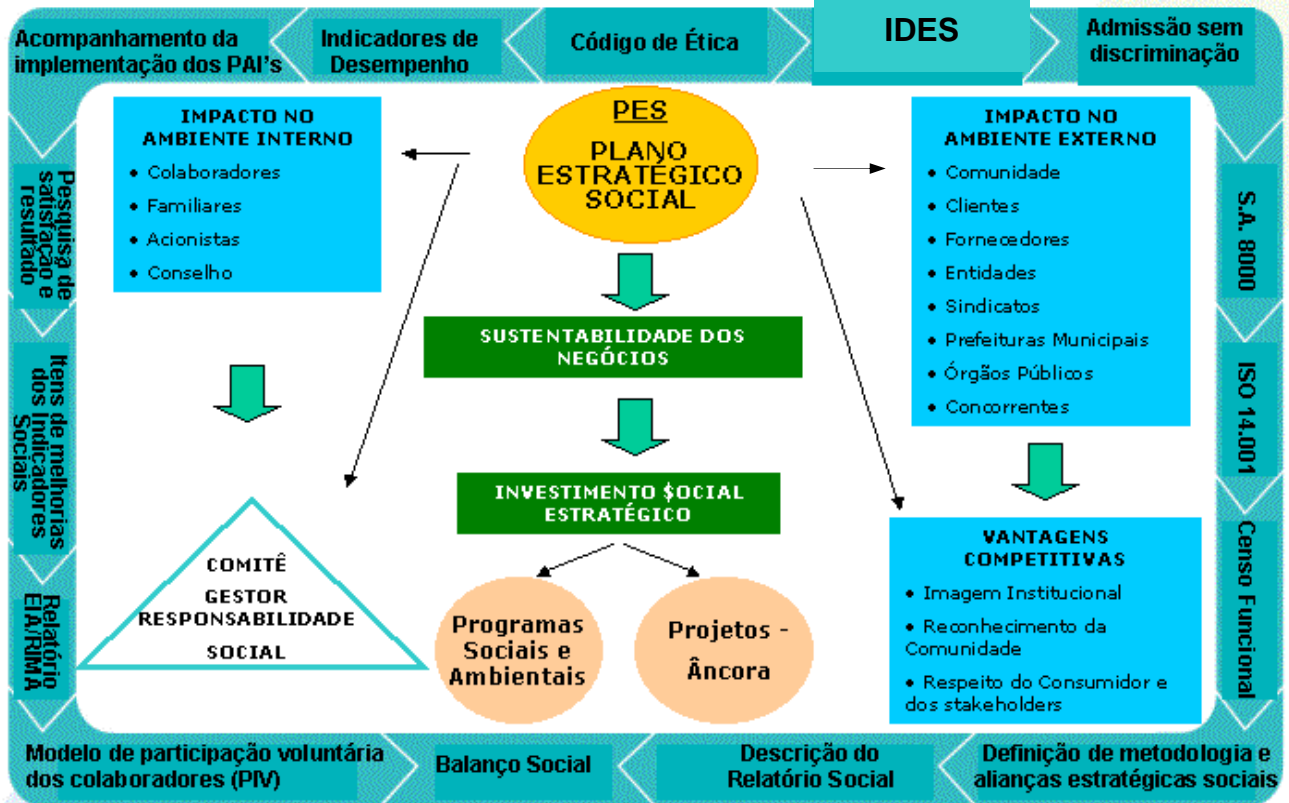 Acompanhamento da
implementação dos PAI's
Indicadores de
Desempenho
Código de Ética
IDES
Admissão sem
discriminação
IMPACTO NO
AMBIENTE INTERNO
• Colaboradores
• Familiares
• Acionistas
• Conselho
PES
PLANO
ESTRATÉGICO
SOCIAL
IMPACTO NO
AMBIENTE EXTERNO
• Comunidade
• Clientes
• Fornecedores
• Entidades
• Sindicatos
• Prefeituras Municipais
• Órgãos Públicos
• Concorrentes
Pesquisa de
satisfação e
resultado
Itens de melhorias
dos Indicadores
Sociais
Relatório
EIA/RIMA
SUSTENTABILIDADE DOS
NEGÓCIOS
INVESTIMENTO $OCIAL
ESTRATÉGICO
COMITÊ
GESTOR
RESPONSABILIDADE
SOCIAL
Programas
Sociais e
Ambientais
Projetos -
Âncora
VANTAGENS
COMPETITIVAS
• Imagem Institucional
• Reconhecimento da
Comunidade
• Respeito do Consumidor e
dos stakeholders
S.A. 8000
ISO 14.001
Censo Funcional
Modelo de participação voluntária
dos colaboradores (PIV)
Balanço Social
Descrição do
Relatório Social
Definição de metodologia e
alianças estratégicas sociais